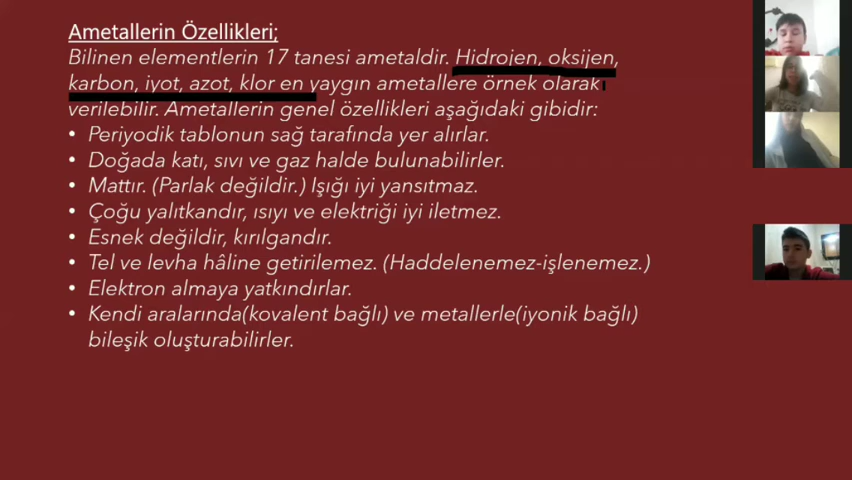 Ametallerin Özellikleri;
Bilinen elementlerin 17 tanesi ametaldir. Hidrojen, oksijen,
karbon, iyot, azot, klor en yaygın ametallere örnek olarak
verilebilir. Ametallerin genel özellikleri aşağıdaki gibidir:
• Periyodik tablonun sağ tarafında yer alırlar.
• Doğada katı, sıvı ve gaz halde bulunabilirler.
• Mattır. (Parlak değildir.) Işığı iyi yansıtmaz.
• Çoğu yalıtkandır, ısıyı ve elektriği iyi iletmez.
• Esnek değildir, kırılgandır.
• Tel ve levha hâline getirilemez. (Haddelenemez-işlenemez.)
• Elektron almaya yatkındırlar.
• Kendi aralarında(kovalent bağlı) ve metallerle(iyonik bağlı)
bileşik oluşturabilirler.